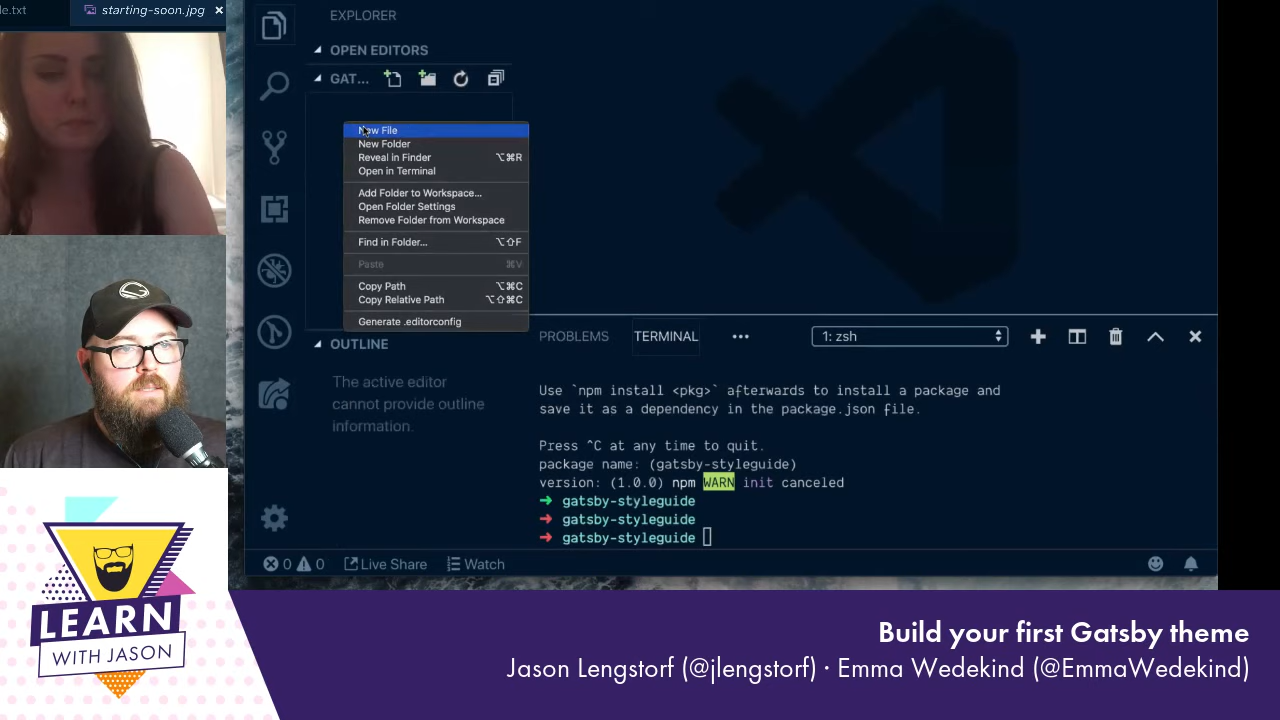 le.txt
starting-soon.jpg
EXPLORER
OPEN EDITORS
GAT...
New File
New Folder
Reveal in Finder ⌥⌘R
Open in Terminal
Add Folder to Workspace...
Open Folder Settings
Remove Folder from Workspace
Find in Folder... ⌥⇧F
Paste ⌘V
Copy Path ⌥⌘C
Copy Relative Path ⌥⇧⌘C
Generate .editorconfig
OUTLINE
The active editor
cannot provide outline
information.
PROBLEMS TERMINAL ••• 1: zsh
Use `npm install <pkg>` afterwards to install a package and
save it as a dependency in the package.json file.
Press ^C at any time to quit.
package name: (gatsby-styleguide)
version: (1.0.0) npm WARN init canceled
➜ gatsby-styleguide
➜ gatsby-styleguide
➜ gatsby-styleguide
0 0 Live Share Watch
LEARN
WITH JASON
Build your first Gatsby theme
Jason Lengstorf (@jlengstorf) · Emma Wedekind (@EmmaWedekind)